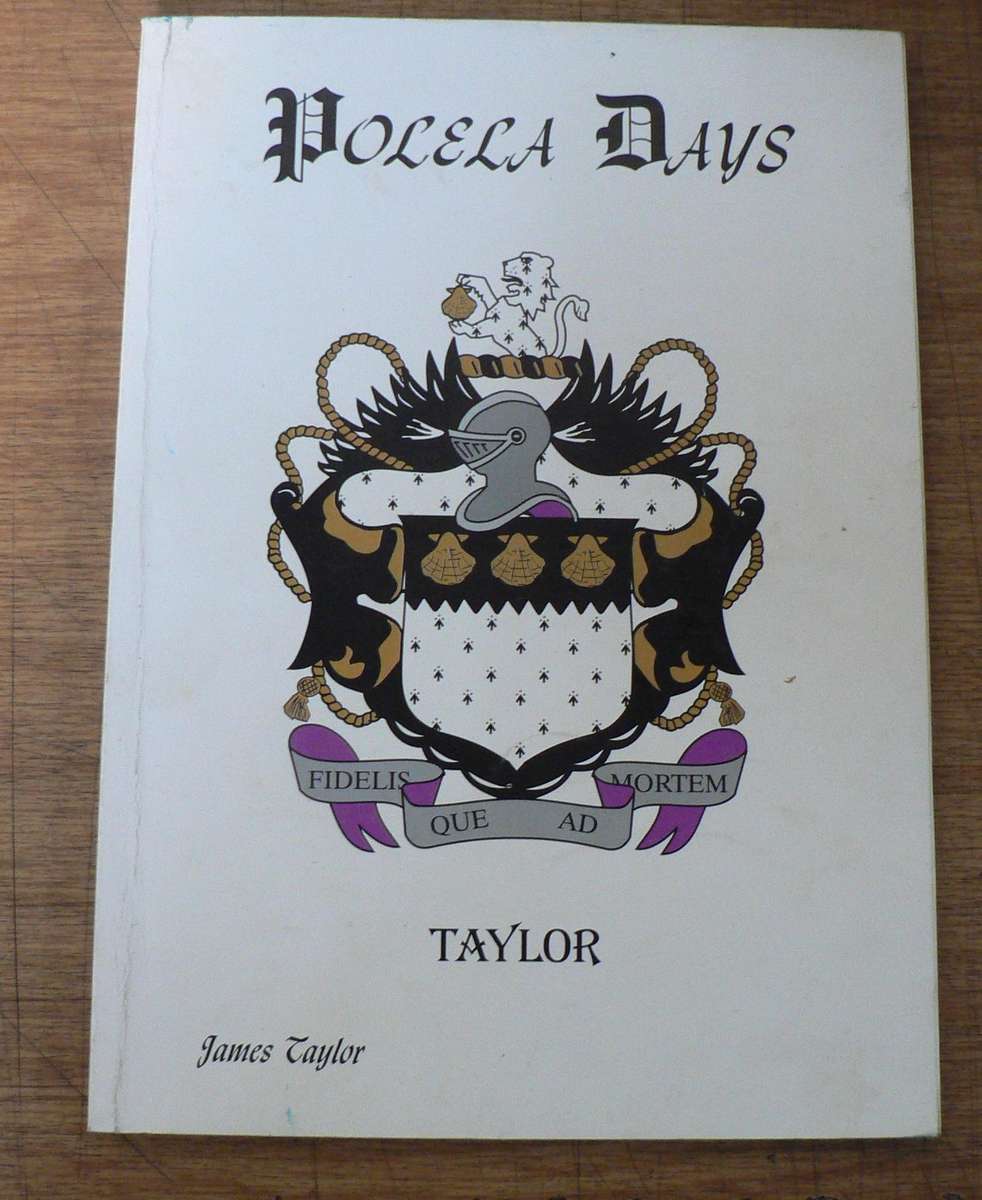 POLELA DAYS
FIDELIS QUE AD MORTEM
TAYLOR
James Taylor